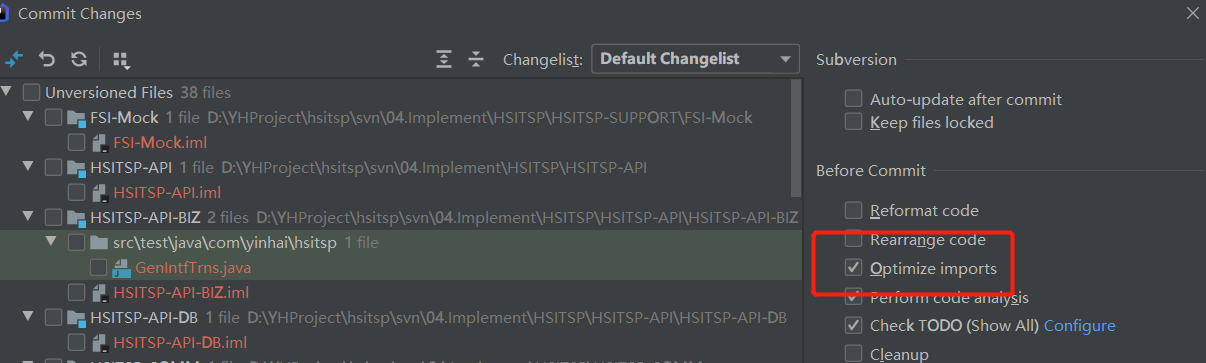 Commit Changes
Changelist: Default Changelist
Unversioned Files 38 files
FSI-Mock 1 file D:\YHProject\hsitsp\svn\04.Implement\HSITSP\HSITSP-SUPPORT\FSI-Mock
FSI-Mock.iml
HSITSP-API 1 file D:\YHProject\hsitsp\svn\04.Implement\HSITSP\HSITSP-API
HSITSP-API.iml
HSITSP-API-BIZ 2 files D:\YHProject\hsitsp\svn\04.Implement\HSITSP\HSITSP-API\HSITSP-API-BIZ
src\test\java\com\yinhai\hsitsp 1 file
GenIntfTrns.java
HSITSP-API-BIZ.iml
HSITSP-API-DB 1 file D:\YHProject\hsitsp\svn\04.Implement\HSITSP\HSITSP-API\HSITSP-API-DB
HSITSP-API-DB.iml
Subversion
Auto-update after commit
Keep files locked
Before Commit
Reformat code
Rearrange code
Optimize imports
Perform code analysis
Check TODO (Show All) Configure
Cleanup